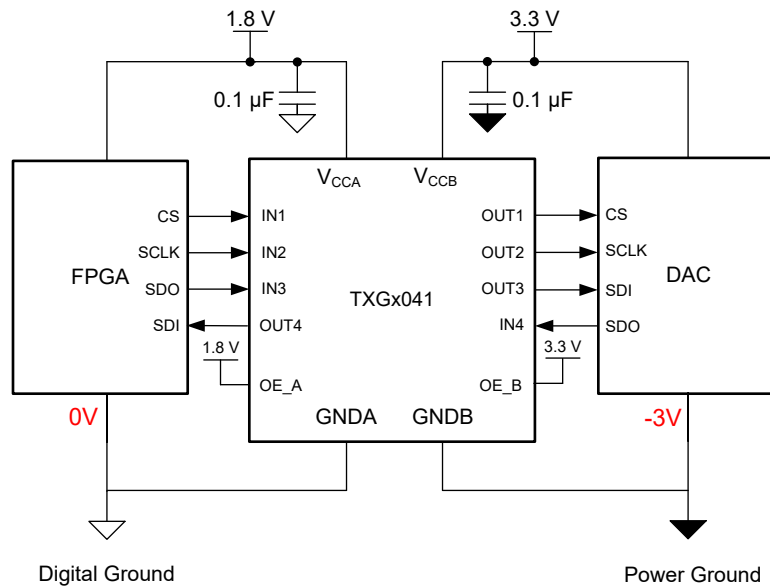 1.8 V
3.3 V
0.1 µF
0.1 µF
VCCA
VCCB
CS
IN1
OUT1
CS
SCLK
IN2
OUT2
SCLK
FPGA
TXGx041
DAC
SDO
IN3
OUT3
SDI
SDI
OUT4
IN4
SDO
1.8 V
3.3 V
OE_A
OE_B
0V
GNDA
GNDB
-3V
Digital Ground
Power Ground